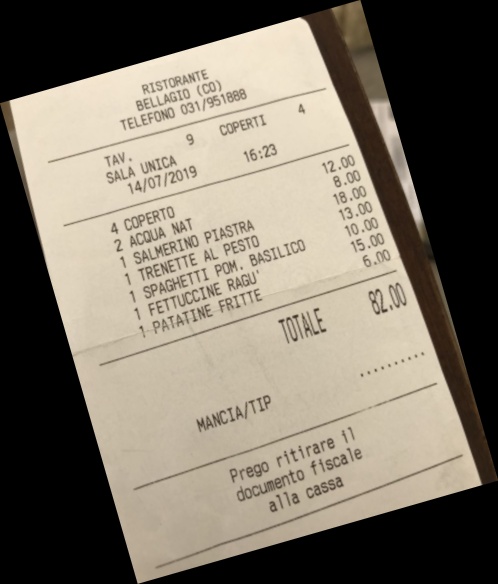 RISTORANTE
BELLAGIO (CO)
TELEFONO 031/951888
TAV. 9 COPERTI 4
SALA UNICA
14/07/2019 16:23
4 COPERTO 12.00
2 ACQUA NAT 8.00
1 SALMERINO PIASTRA 18.00
1 TRENETTE AL PESTO 13.00
1 SPAGHETTI POM. BASILICO 10.00
1 FETTUCCINE RAGU' 15.00
1 PATATINE FRITTE 6.00
TOTALE 82.00
..........
MANCIA/TIP
Prego ritirare il
documento fiscale
alla cassa